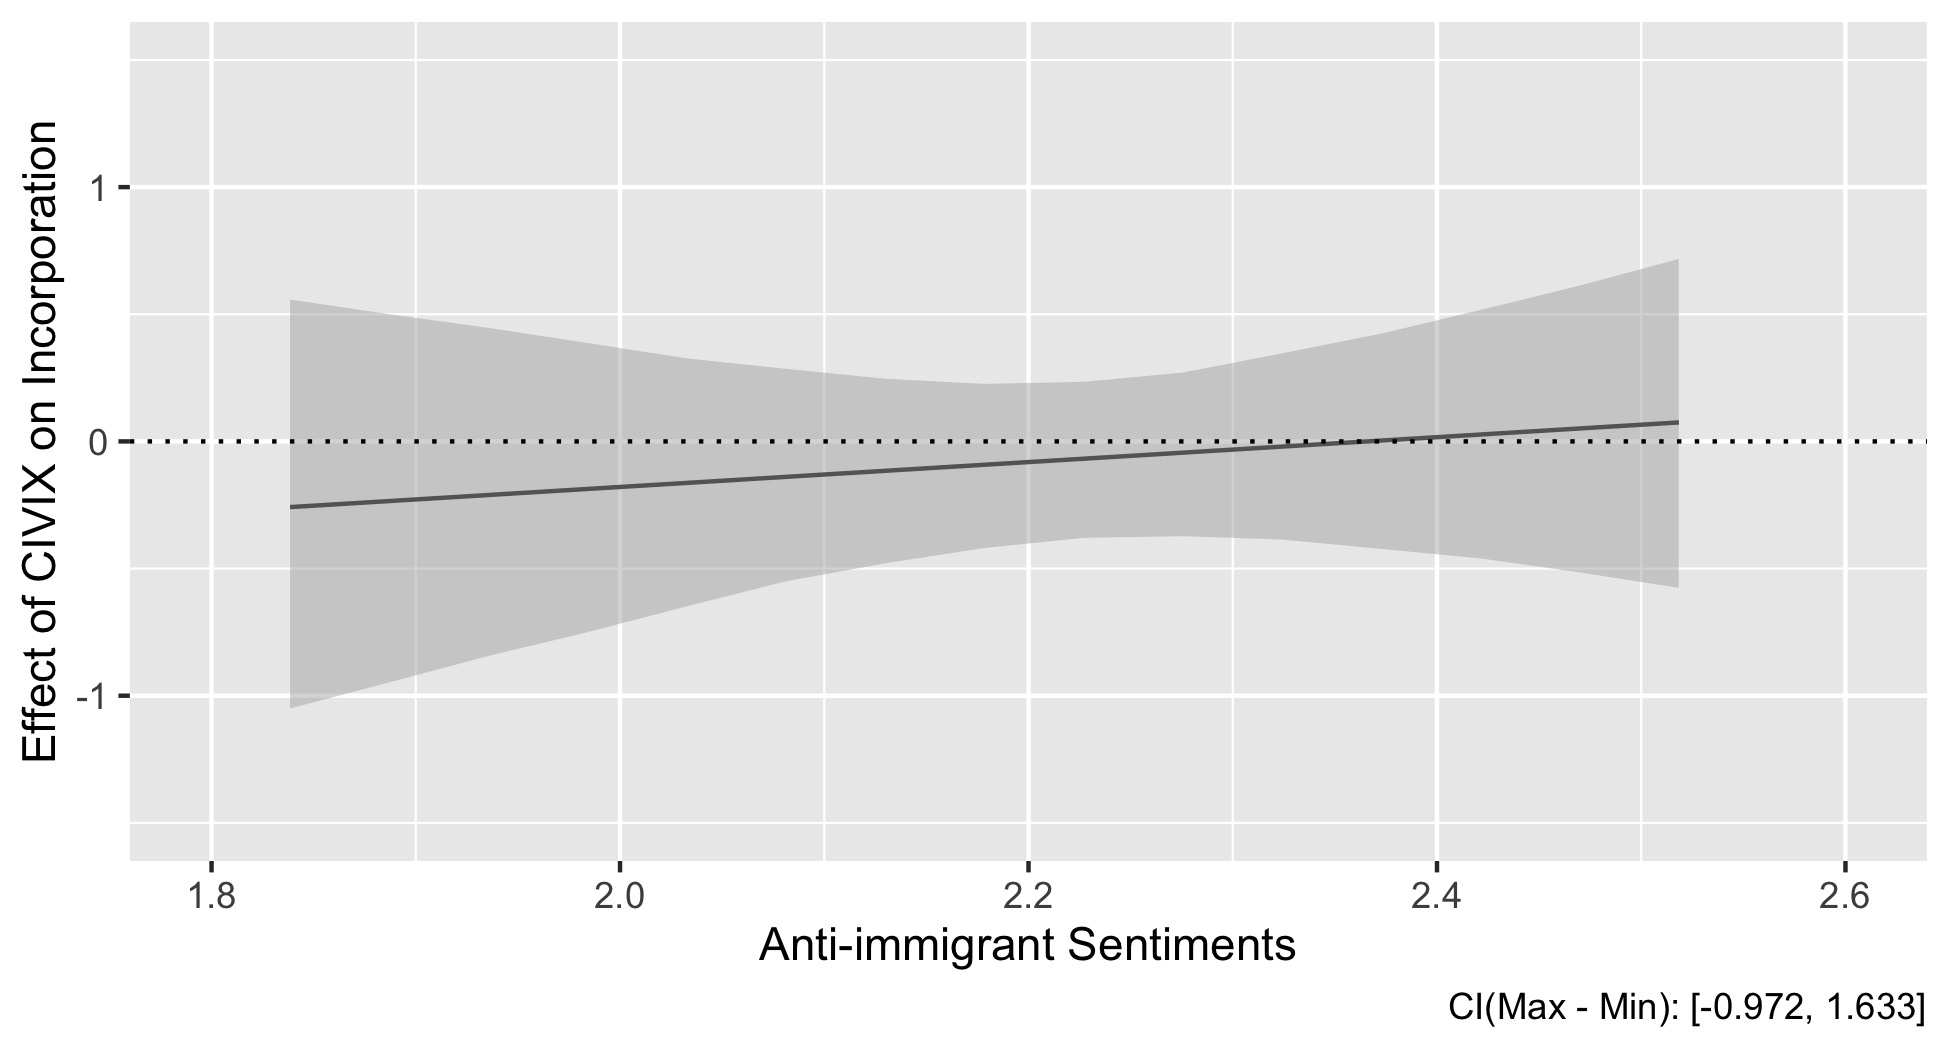 Effect of CIVIX on Incorporation
1
0
-1
1.8 2.0 2.2 2.4 2.6
Anti-immigrant Sentiments
CI(Max - Min): [-0.972, 1.633]